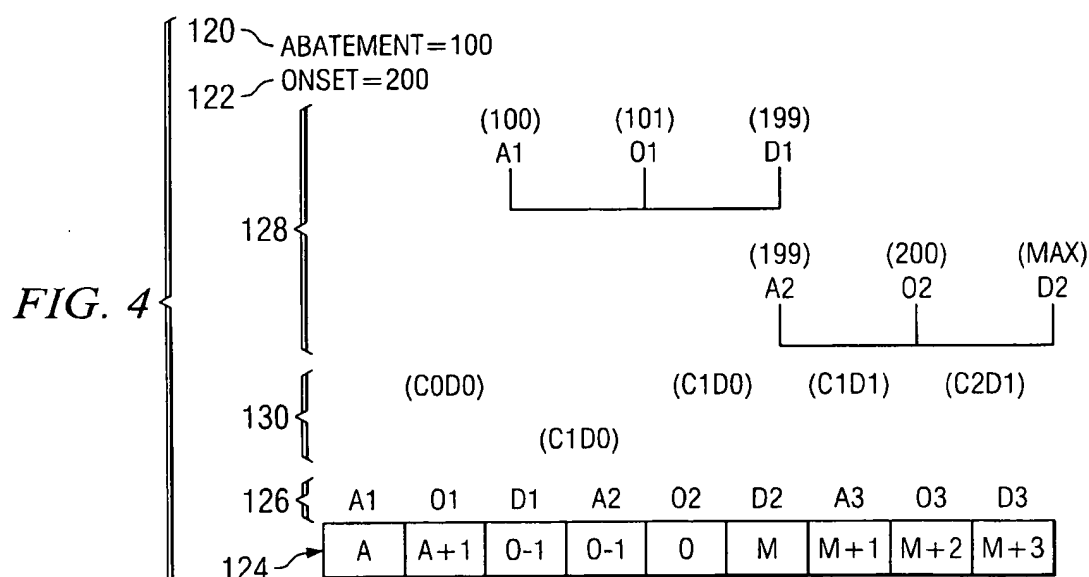 120 ABATEMENT=100
122 ONSET=200
(100) (101) (199)
A1 O1 D1
128
(199) (200) (MAX)
A2 O2 D2
FIG. 4
(C0D0) (C1D0) (C1D1) (C2D1)
130
(C1D0)
126 A1 O1 D1 A2 O2 D2 A3 O3 D3
124 A A+1 O-1 O-1 O M M+1 M+2 M+3